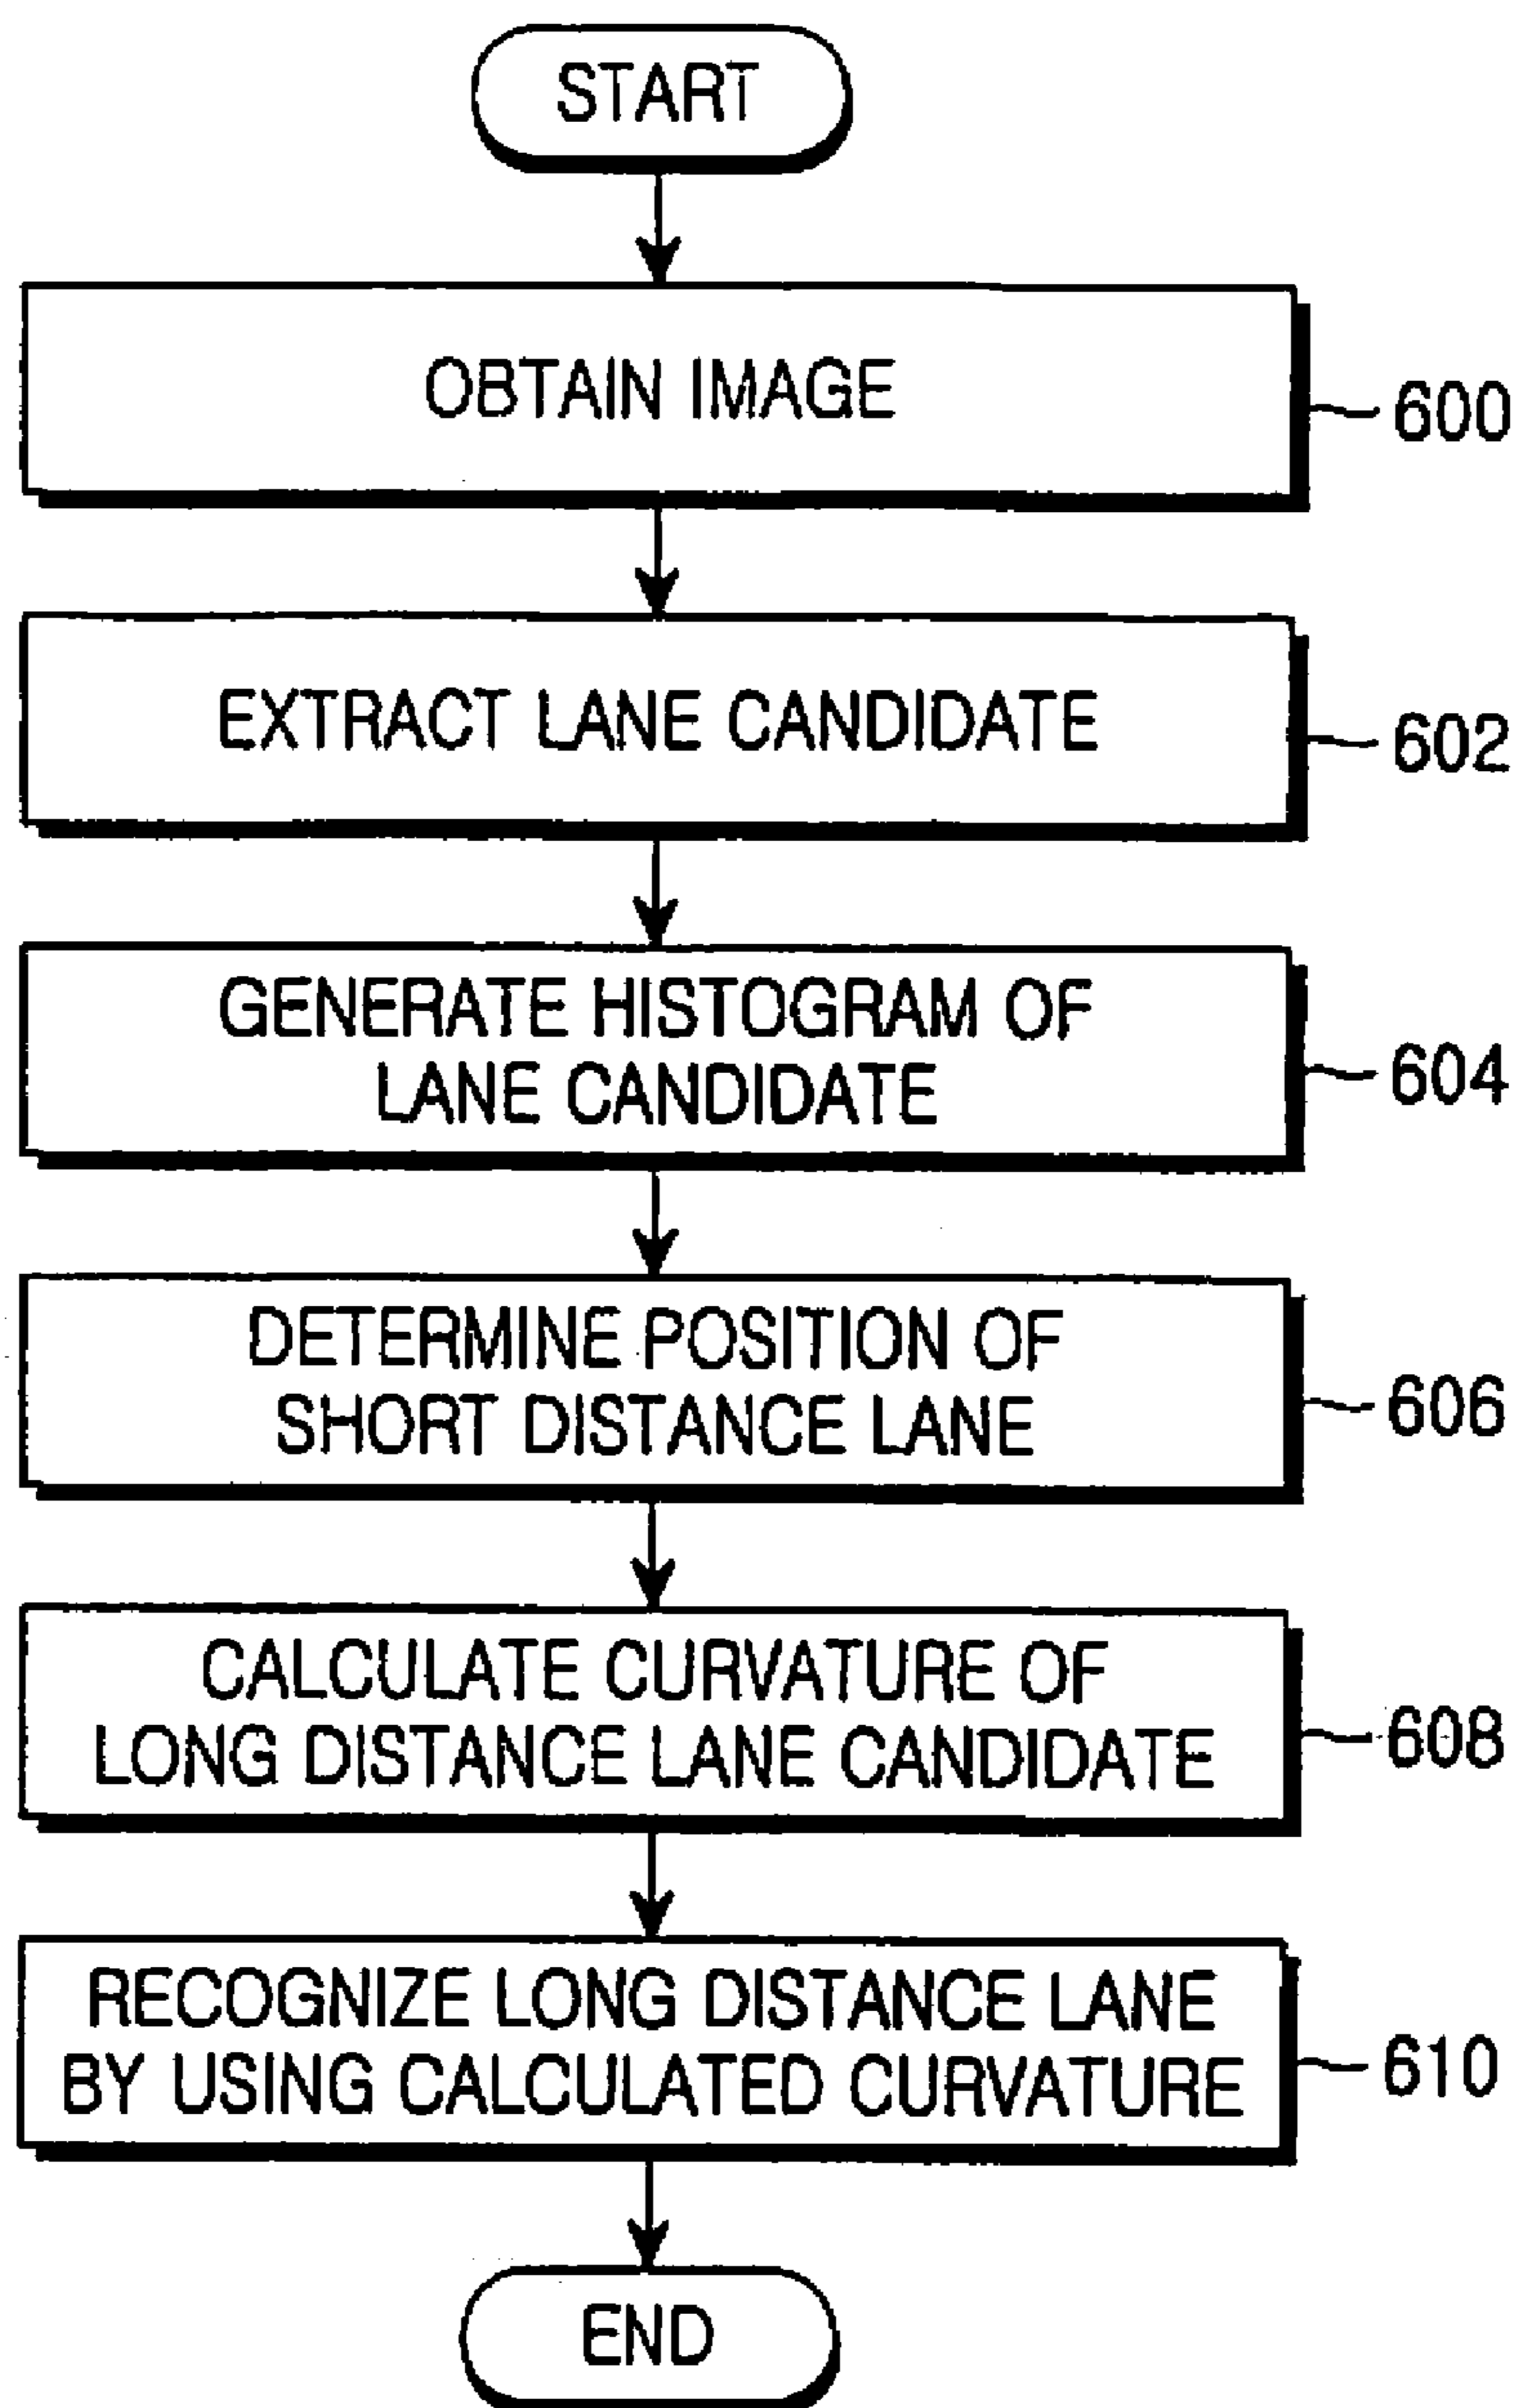 START
OBTAIN IMAGE
600
EXTRACT LANE CANDIDATE
602
GENERATE HISTOGRAM OF
LANE CANDIDATE
604
DETERMINE POSITION OF
SHORT DISTANCE LANE
606
CALCULATE CURVATURE OF
LONG DISTANCE LANE CANDIDATE
608
RECOGNIZE LONG DISTANCE LANE
BY USING CALCULATED CURVATURE
610
END